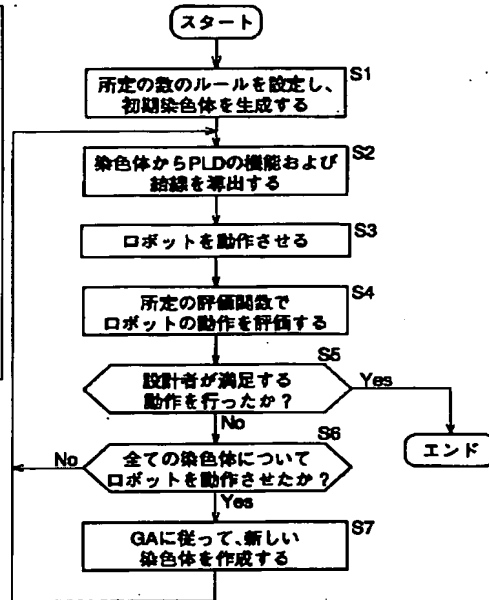 スタート
S1
所定の数のルールを設定し、
初期染色体を生成する
S2
染色体からPLDの機能および
結線を導出する
S3
ロボットを動作させる
S4
所定の評価関数で
ロボットの動作を評価する
S5
設計者が満足する
動作を行ったか？
Yes
No
エンド
S6
全ての染色体について
ロボットを動作させたか？
No
Yes
S7
GAに従って、新しい
染色体を作成する